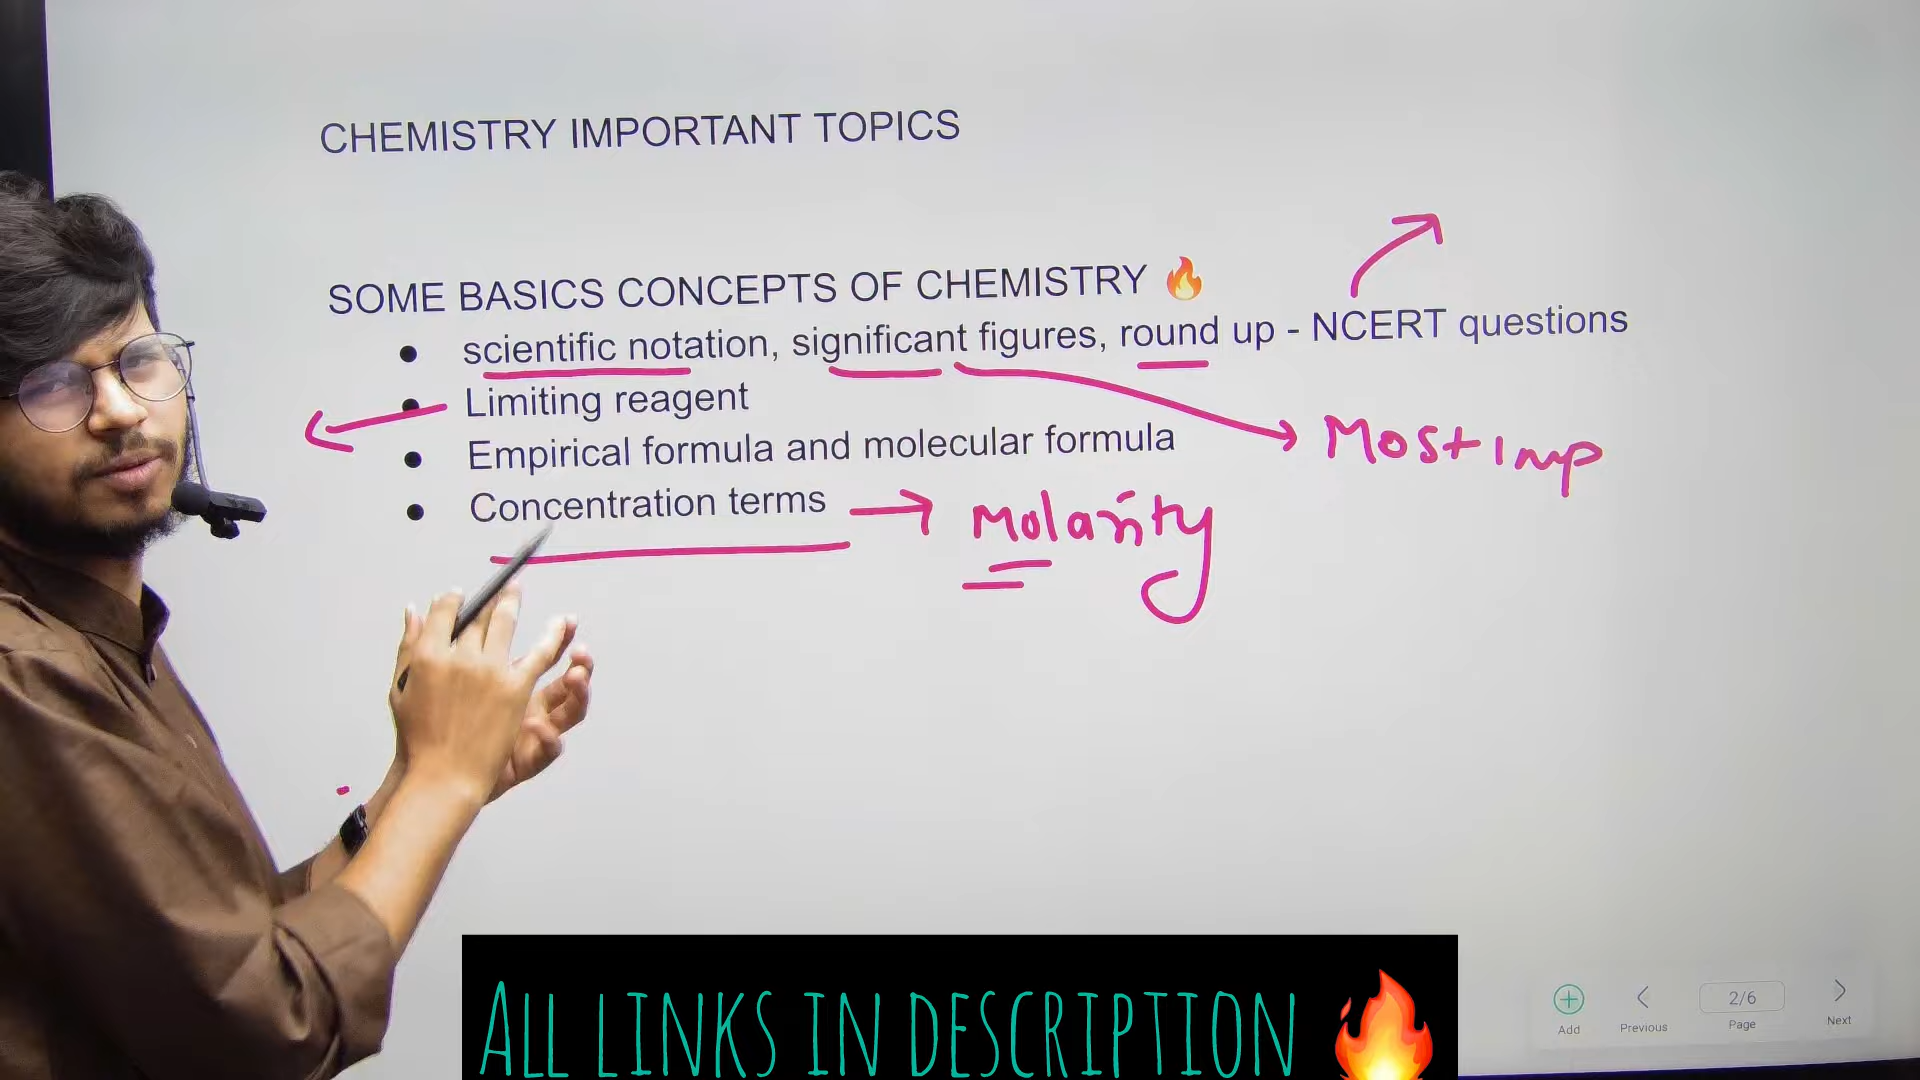 CHEMISTRY IMPORTANT TOPICS
SOME BASICS CONCEPTS OF CHEMISTRY 🔥
● scientific notation, significant figures, round up - NCERT questions
● Limiting reagent
● Empirical formula and molecular formula
Most Imp
● Concentration terms → Molarity
ALL LINKS IN DESCRIPTION 🔥
Add
Previous
2/6
Page
Next